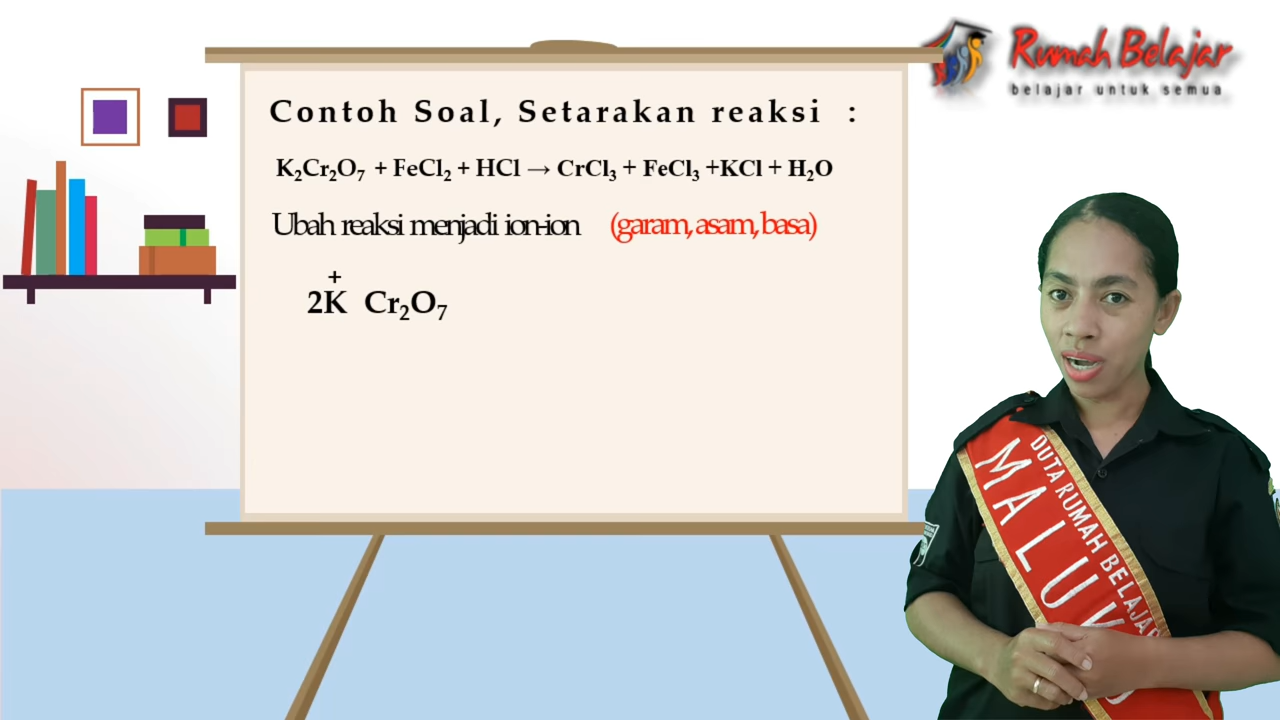 Rumah Belajar
belajar untuk semua
Contoh Soal, Setarakan reaksi :
K₂Cr₂O₇ + FeCl₂ + HCl → CrCl₃ + FeCl₃ +KCl + H₂O
Ubah reaksi menjadi ion-ion (garam, asam, basa)
2K⁺ Cr₂O₇
DUTA RUMAH BELAJAR